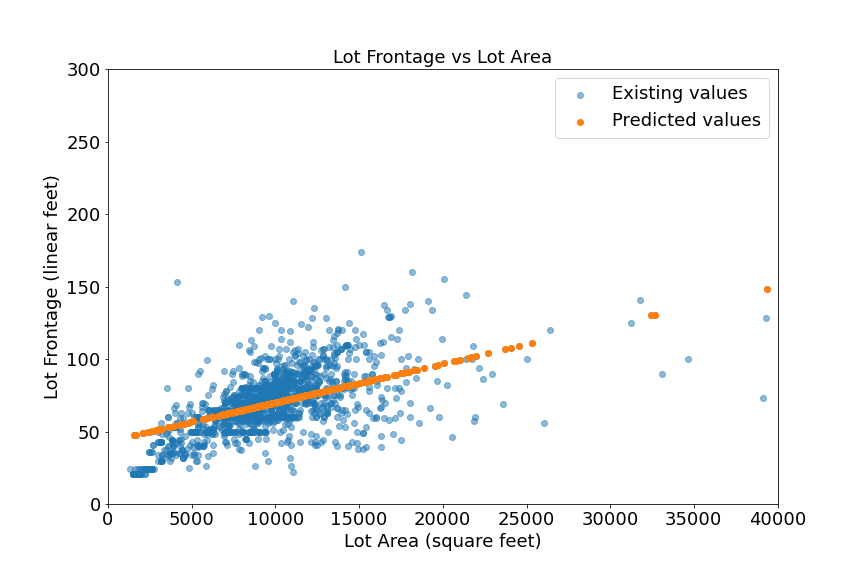 Lot Frontage vs Lot Area
300
250
200
150
100
50
0
Lot Frontage (linear feet)
Existing values
Predicted values
0 5000 10000 15000 20000 25000 30000 35000 40000
Lot Area (square feet)